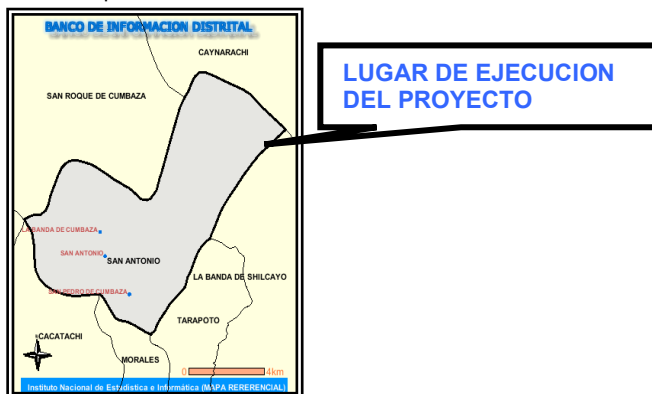 BANCO DE INFORMACION DISTRITAL
CAYNARACHI
SAN ROQUE DE CUMBAZA
LUGAR DE EJECUCION
DEL PROYECTO
LA BANDA DE CUMBAZA
SAN ANTONIO
SAN ANTONIO
LA BANDA DE SHILCAYO
SAN PEDRO DE CUMBAZA
TARAPOTO
CACATACHI
MORALES
0 4km
Instituto Nacional de Estadistica e Informática (MAPA RERERENCIAL)